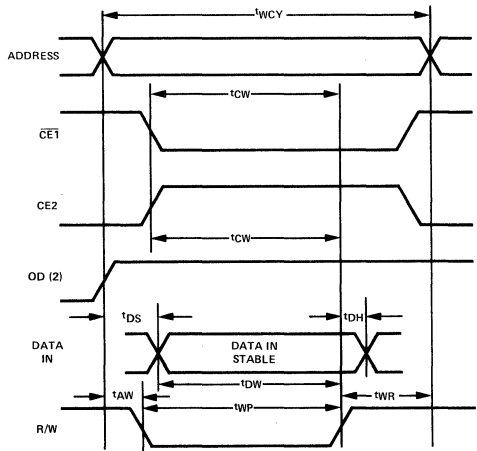 tWCY
ADDRESS
tCW
CE1
CE2
tCW
OD (2)
tDS
tDH
DATA IN
DATA IN STABLE
tDW
tAW
tWP
tWR
R/W